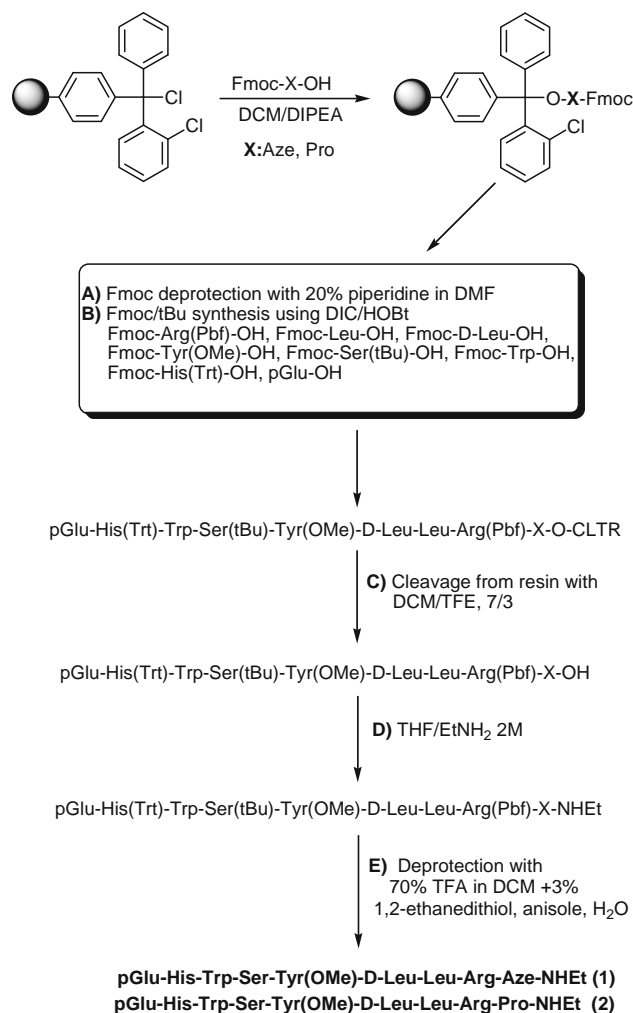 Cl
Cl
Fmoc-X-OH
DCM/DIPEA
X:Aze, Pro
O-X-Fmoc
Cl
A) Fmoc deprotection with 20% piperidine in DMF
B) Fmoc/tBu synthesis using DIC/HOBt
Fmoc-Arg(Pbf)-OH, Fmoc-Leu-OH, Fmoc-D-Leu-OH,
Fmoc-Tyr(OMe)-OH, Fmoc-Ser(tBu)-OH, Fmoc-Trp-OH,
Fmoc-His(Trt)-OH, pGlu-OH
pGlu-His(Trt)-Trp-Ser(tBu)-Tyr(OMe)-D-Leu-Leu-Arg(Pbf)-X-O-CLTR
C) Cleavage from resin with
DCM/TFE, 7/3
pGlu-His(Trt)-Trp-Ser(tBu)-Tyr(OMe)-D-Leu-Leu-Arg(Pbf)-X-OH
D) THF/EtNH₂ 2M
pGlu-His(Trt)-Trp-Ser(tBu)-Tyr(OMe)-D-Leu-Leu-Arg(Pbf)-X-NHEt
E) Deprotection with
70% TFA in DCM +3%
1,2-ethanedithiol, anisole, H₂O
pGlu-His-Trp-Ser-Tyr(OMe)-D-Leu-Leu-Arg-Aze-NHEt (1)
pGlu-His-Trp-Ser-Tyr(OMe)-D-Leu-Leu-Arg-Pro-NHEt (2)